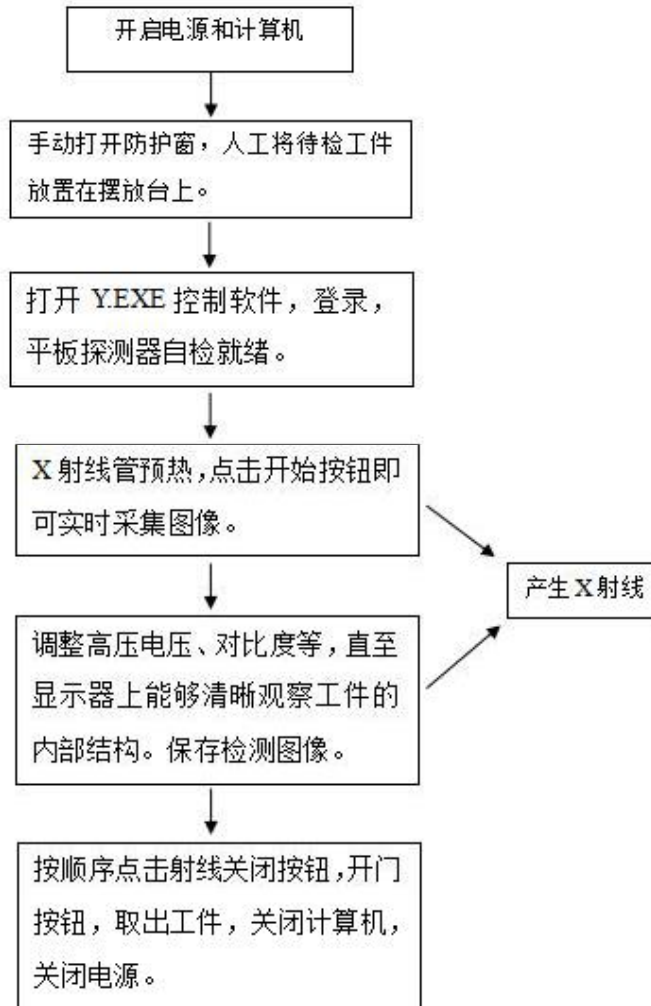 开启电源和计算机
手动打开防护窗，人工将待检工件
放置在摆放台上。
打开 Y.EXE 控制软件，登录，
平板探测器自检就绪。
X 射线管预热，点击开始按钮即
可实时采集图像。
产生 X 射线
调整高压电压、对比度等，直至
显示器上能够清晰观察工件的
内部结构。保存检测图像。
按顺序点击射线关闭按钮，开门
按钮，取出工件，关闭计算机，
关闭电源。